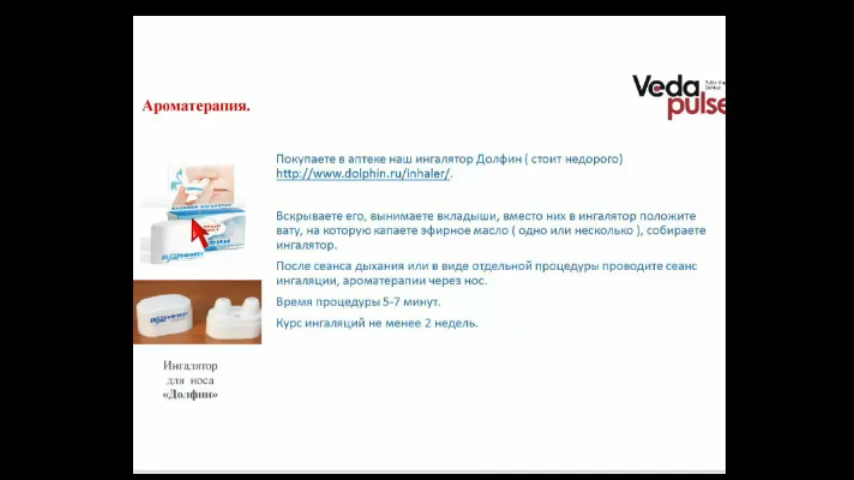 Veda
pulse
Ароматерапия.
Покупаете в аптеке наш ингалятор Долфин ( стоит недорого)
http://www.dolphin.ru/inhaler/.
Вскрываете его, вынимаете вкладыши, вместо них в ингалятор положите
вату, на которую капаете эфирное масло ( одно или несколько ), собираете
ингалятор.
После сеанса дыхания или в виде отдельной процедуры проводите сеанс
ингаляции, ароматерапии через нос.
Время процедуры 5-7 минут.
Курс ингаляций не менее 2 недель.
Ингалятор
для носа
«Долфин»